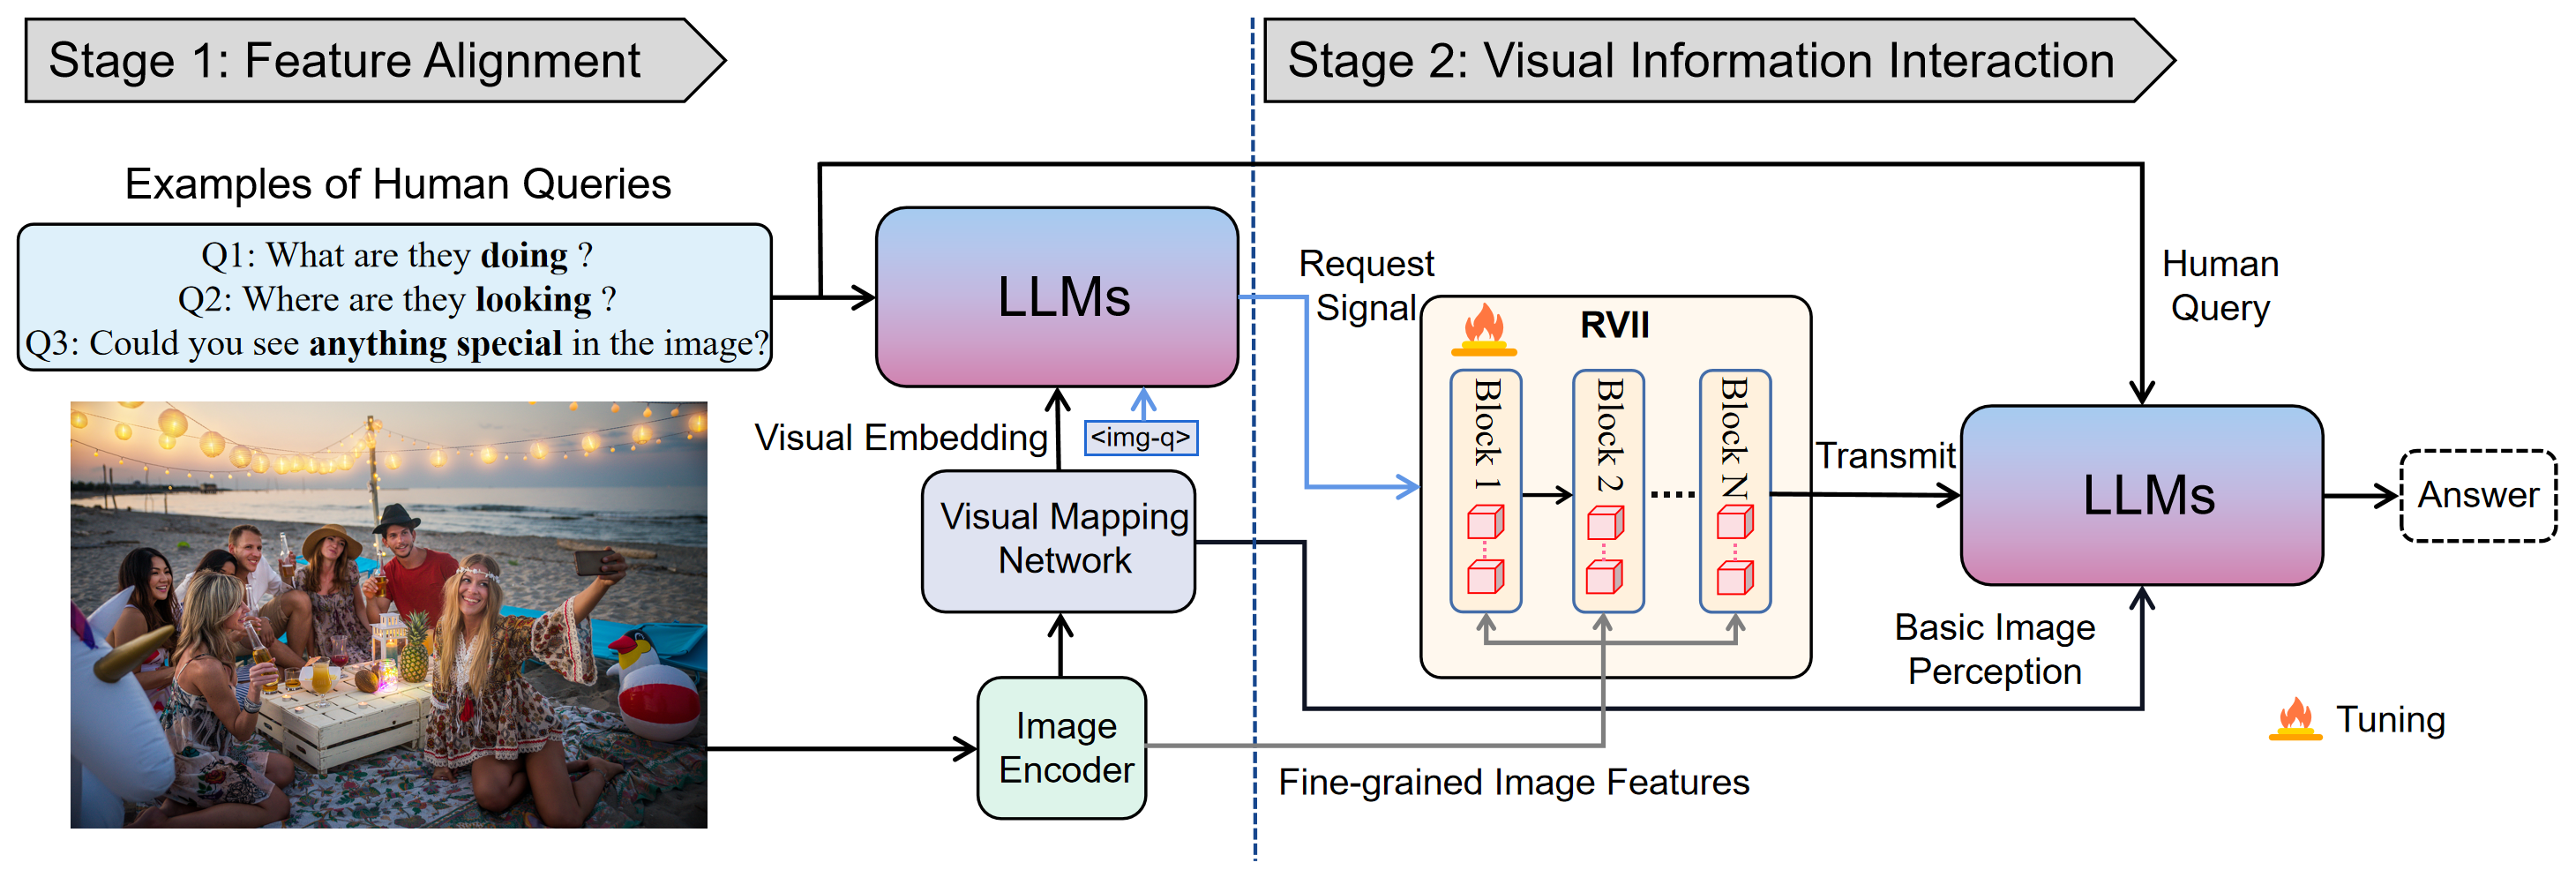 Stage 1: Feature Alignment
Stage 2: Visual Information Interaction
Examples of Human Queries
Q1: What are they doing ?
Q2: Where are they looking ?
Q3: Could you see anything special in the image?
LLMs
Visual Embedding
<img-q>
Visual Mapping
Network
Image
Encoder
Request
Signal
RVII
Block 1
Block 2
Block N
Transmit
Human
Query
LLMs
Answer
Basic Image
Perception
Fine-grained Image Features
Tuning